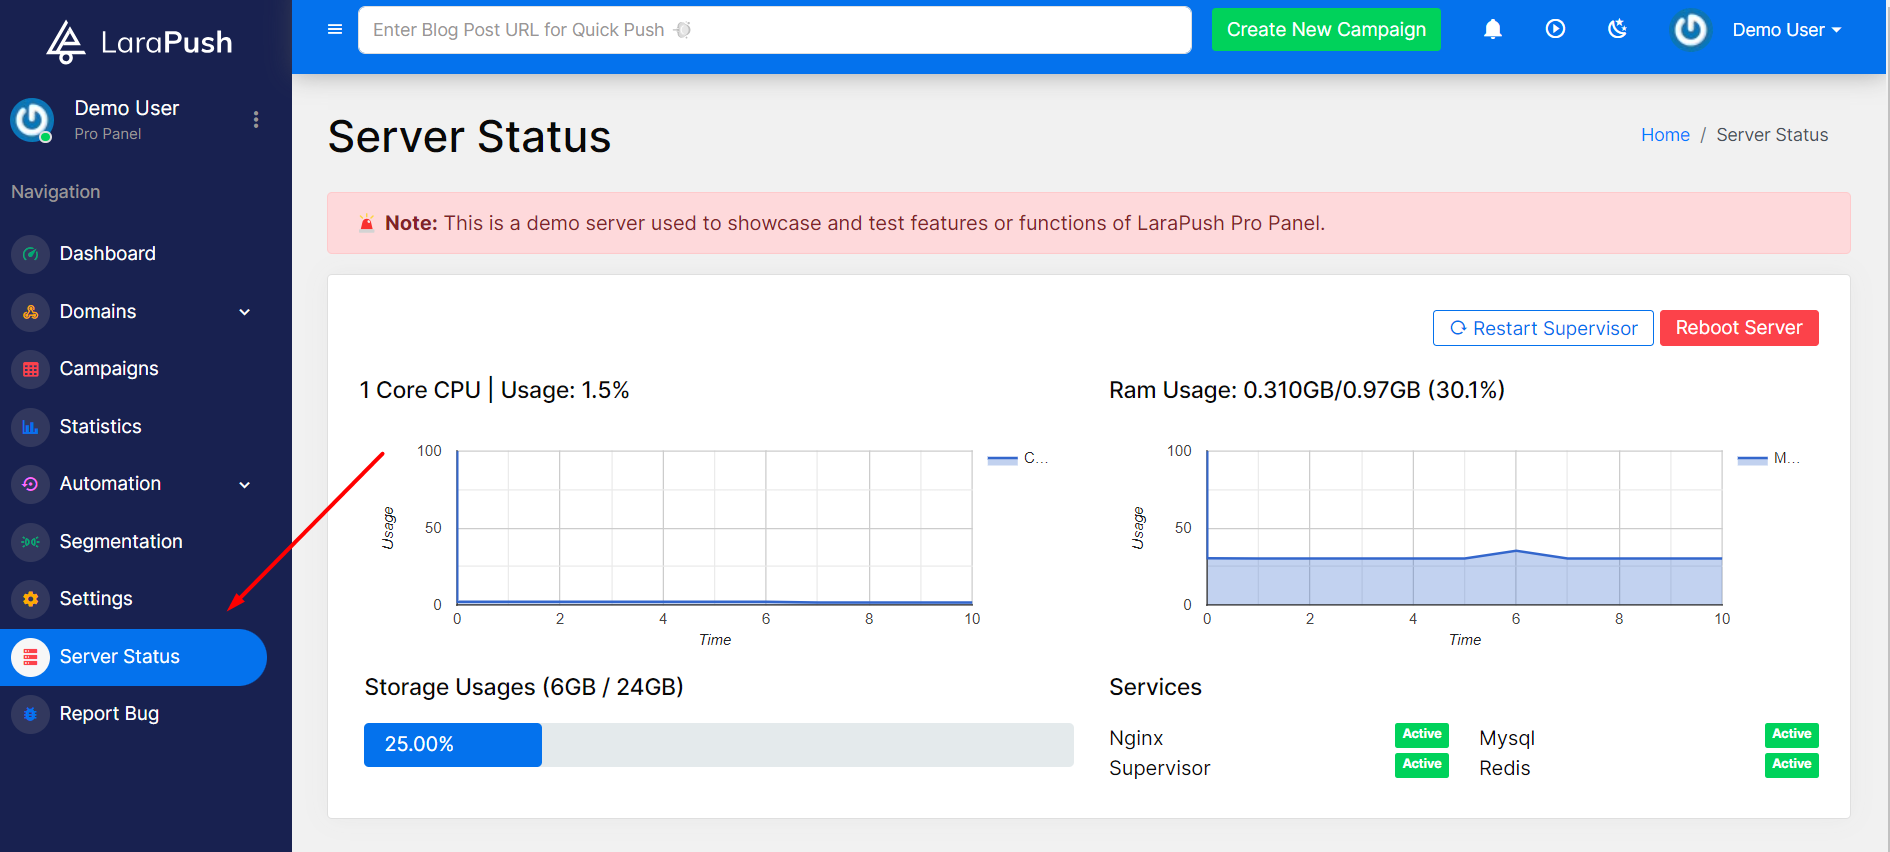 LaraPush
Enter Blog Post URL for Quick Push
Create New Campaign
Demo User
Demo User
Pro Panel
Navigation
Dashboard
Domains
Campaigns
Statistics
Automation
Segmentation
Settings
Server Status
Report Bug
Server Status
Home / Server Status
Note: This is a demo server used to showcase and test features or functions of LaraPush Pro Panel.
Restart Supervisor
Reboot Server
1 Core CPU | Usage: 1.5%
100
50
0
Usage
0 2 4 6 8 10
Time
C...
Ram Usage: 0.310GB/0.97GB (30.1%)
100
50
0
Usage
0 2 4 6 8 10
Time
M...
Storage Usages (6GB / 24GB)
25.00%
Services
Nginx Active Mysql Active
Supervisor Active Redis Active